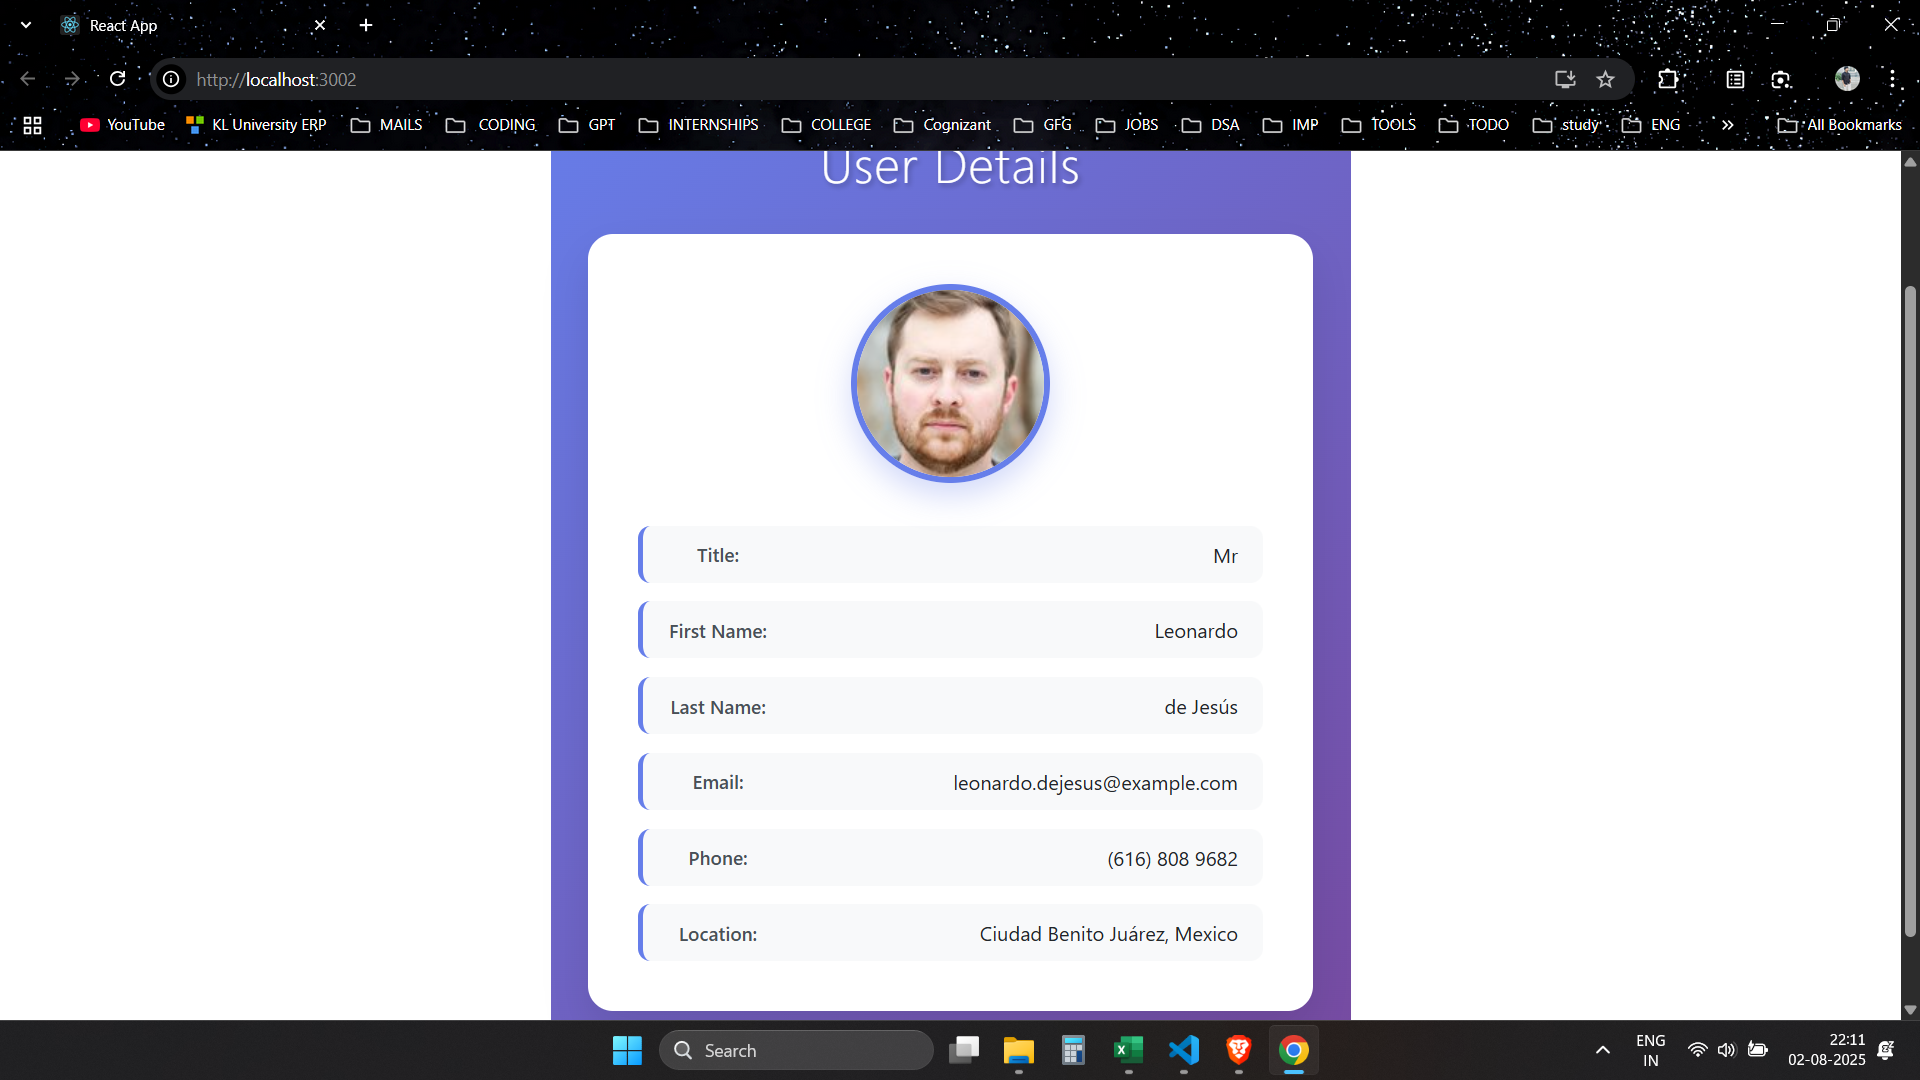 React App
http://localhost:3002
YouTube KL University ERP MAILS CODING GPT INTERNSHIPS COLLEGE Cognizant GFG JOBS DSA IMP TOOLS TODO study ENG All Bookmarks
User Details
Title: Mr
First Name: Leonardo
Last Name: de Jesús
Email: leonardo.dejesus@example.com
Phone: (616) 808 9682
Location: Ciudad Benito Juárez, Mexico
Search
ENG
IN
22:11
02-08-2025